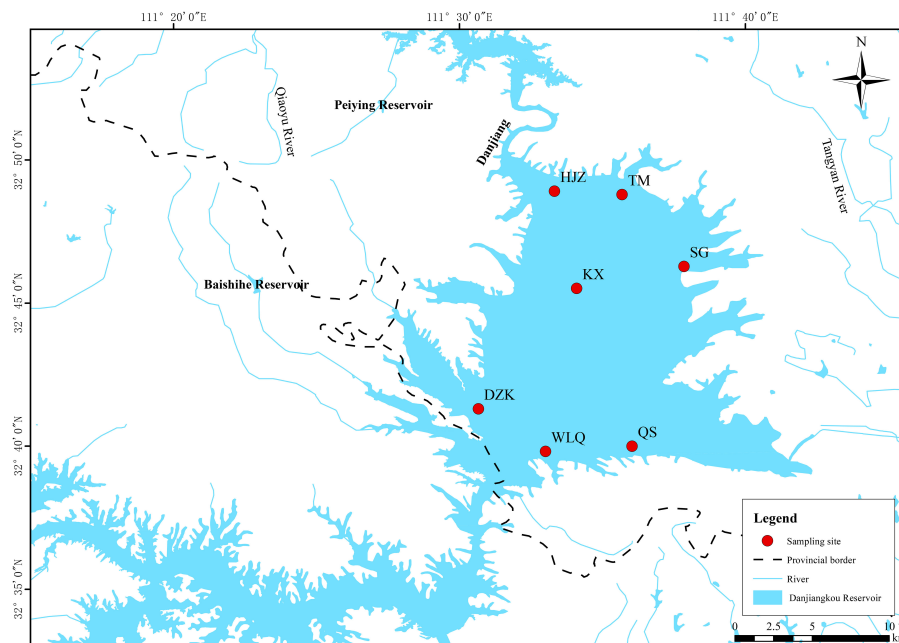 111° 20′ 0″E
111° 30′ 0″E
111° 40′ 0″E
N
32° 50′ 0″N
32° 45′ 0″N
32° 40′ 0″N
32° 35′ 0″N
Qiaoyu River
Peiying Reservoir
Danjiang
Tangyan River
HJZ
TM
SG
KX
Baishihe Reservoir
DZK
WLQ
QS
Legend
Sampling site
Provincial border
River
Danjiangkou Reservoir
0 2.5 5 10
k